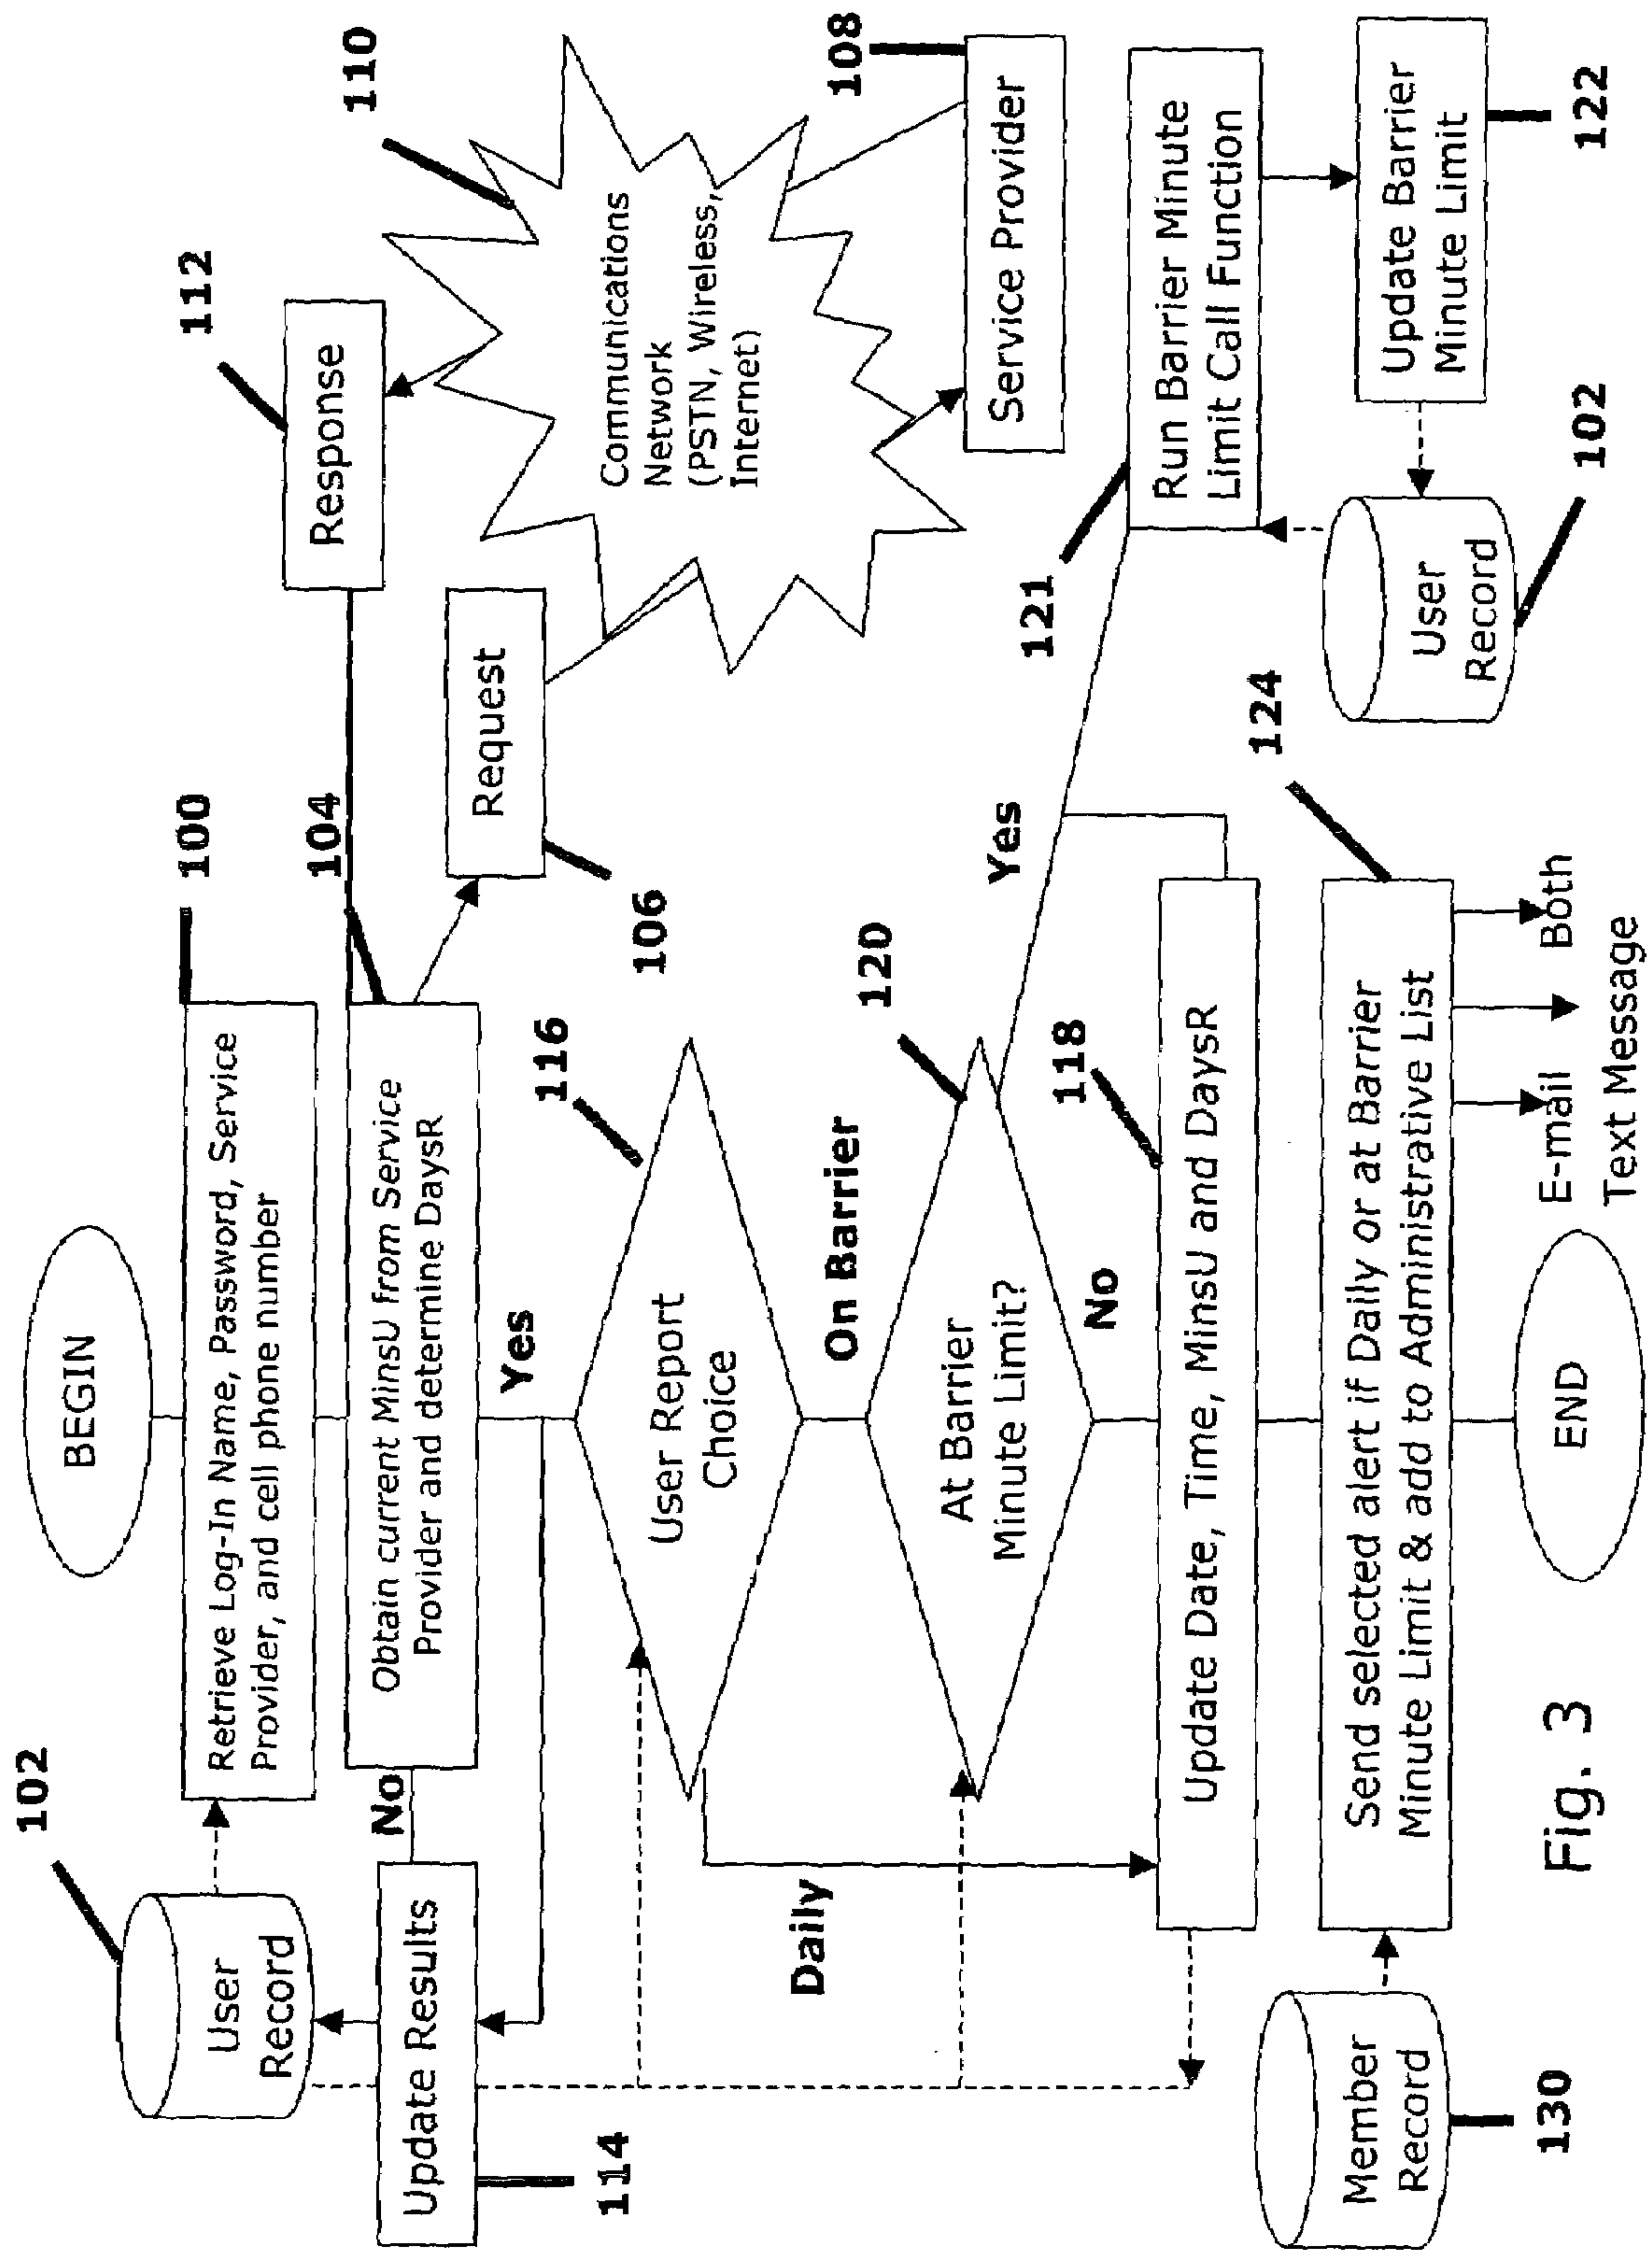 BEGIN
102
User
Record
Retrieve Log-In Name, Password, Service
Provider, and cell phone number
100
112
110
Response
104
Obtain current MinsU from Service
Provider and determine DaysR
No
Update Results
114
Yes
Request
106
Communications
Network
(PSTN, Wireless,
Internet)
108
Service Provider
116
User Report
Choice
Daily
On Barrier
120
At Barrier
Minute Limit?
Yes
No
121
Run Barrier Minute
Limit Call Function
Update Barrier
Minute Limit
122
User
Record
102
118
Update Date, Time, MinsU and DaysR
124
Send selected alert if Daily or at Barrier
Minute Limit & add to Administrative List
Member
Record
130
E-mail
Both
Text Message
END
Fig. 3